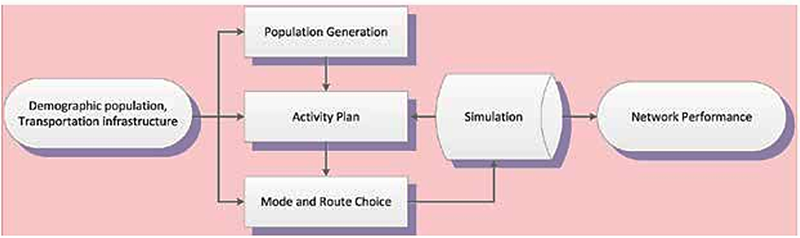 Population Generation
Demographic population,
Transportation infrastructure
Activity Plan
Simulation
Network Performance
Mode and Route Choice